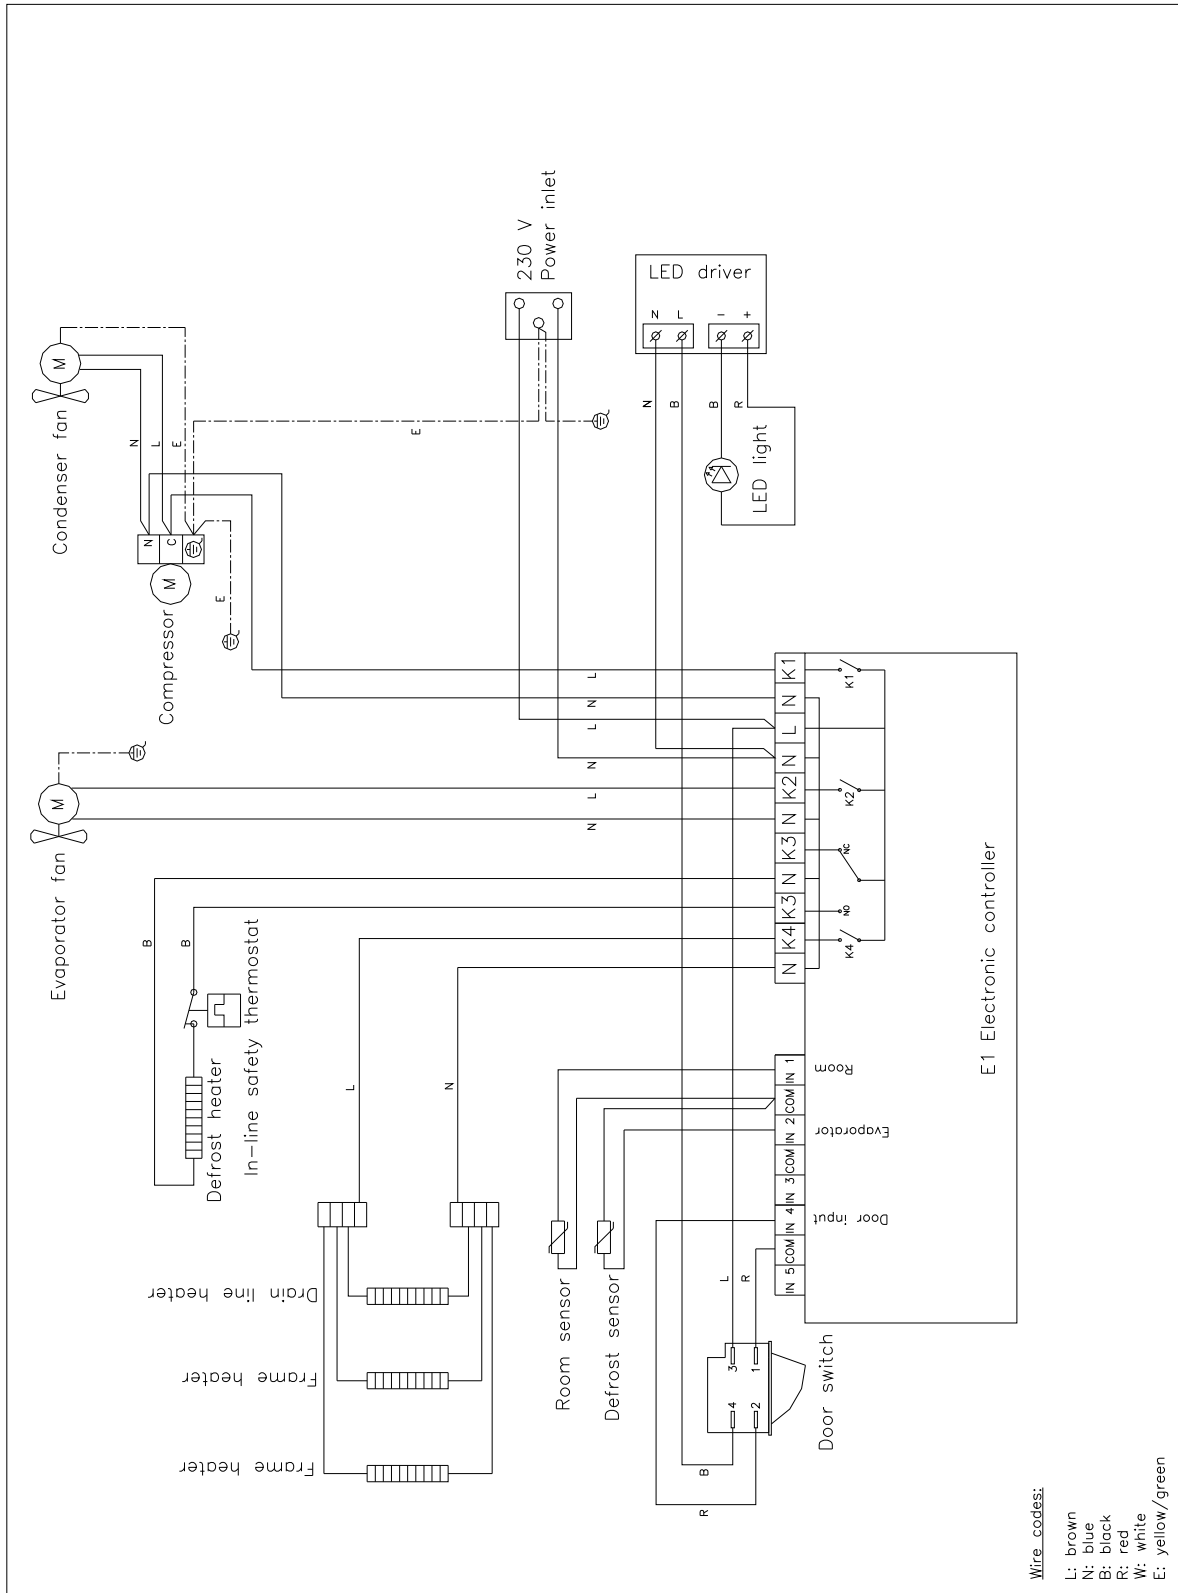 Condenser fan
M
N
L
E
N
C
M
Compressor
E
E
230 V
Power inlet
LED driver
N
L
-
+
N
B
B
R
LED light
Evaporator fan
M
L
N
L
N
L
N
B
B
In-line safety thermostat
Defrost heater
L
N
Drain line heater
Frame heater
Frame heater
Room sensor
Defrost sensor
K1
N
L
N
K2
N
K3
N
K3
K4
N
K1
K2
NC
NO
K4
E1 Electronic controller
IN 1
COM
IN 2
COM
IN 3
IN 4
COM
IN 5
Room
Evaporator
Door input
L
R
3
1
4
2
B
R
Door switch
Wire codes:
L: brown
N: blue
B: black
R: red
W: white
E: yellow/green